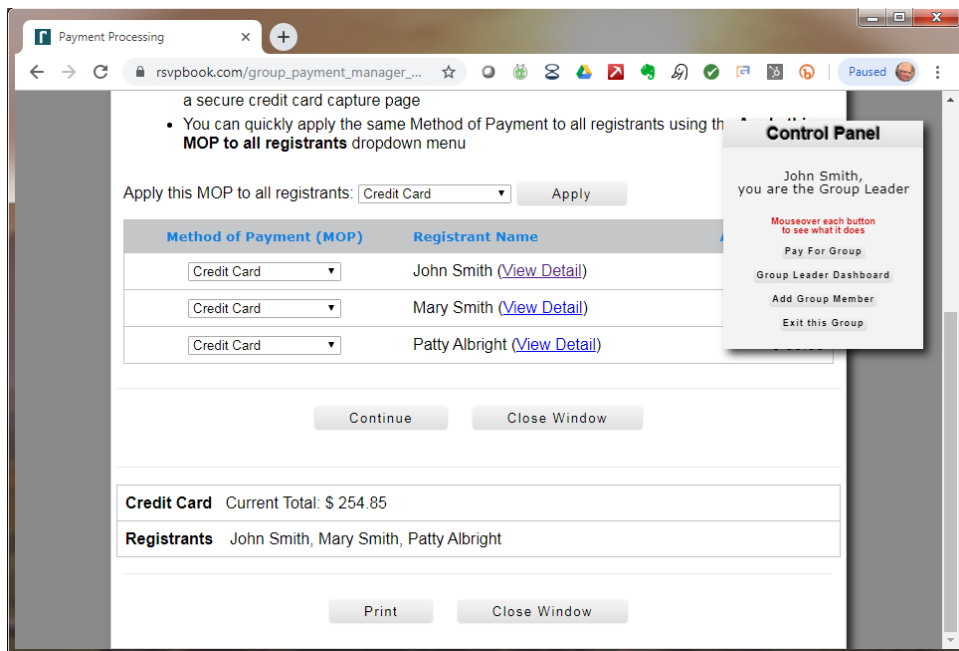 Payment Processing
rsvpbook.com/group_payment_manager_...
Paused
a secure credit card capture page
You can quickly apply the same Method of Payment to all registrants using the
MOP to all registrants dropdown menu
Apply this MOP to all registrants: Credit Card Apply
Method of Payment (MOP) Registrant Name
Credit Card John Smith (View Detail)
Credit Card Mary Smith (View Detail)
Credit Card Patty Albright (View Detail)
Continue Close Window
Credit Card Current Total: $ 254.85
Registrants John Smith, Mary Smith, Patty Albright
Print Close Window
Control Panel
John Smith,
you are the Group Leader
Mouseover each button
to see what it does
Pay For Group
Group Leader Dashboard
Add Group Member
Exit this Group